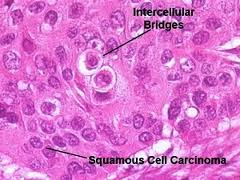 Intercellular
Bridges
Squamous Cell Carcinoma